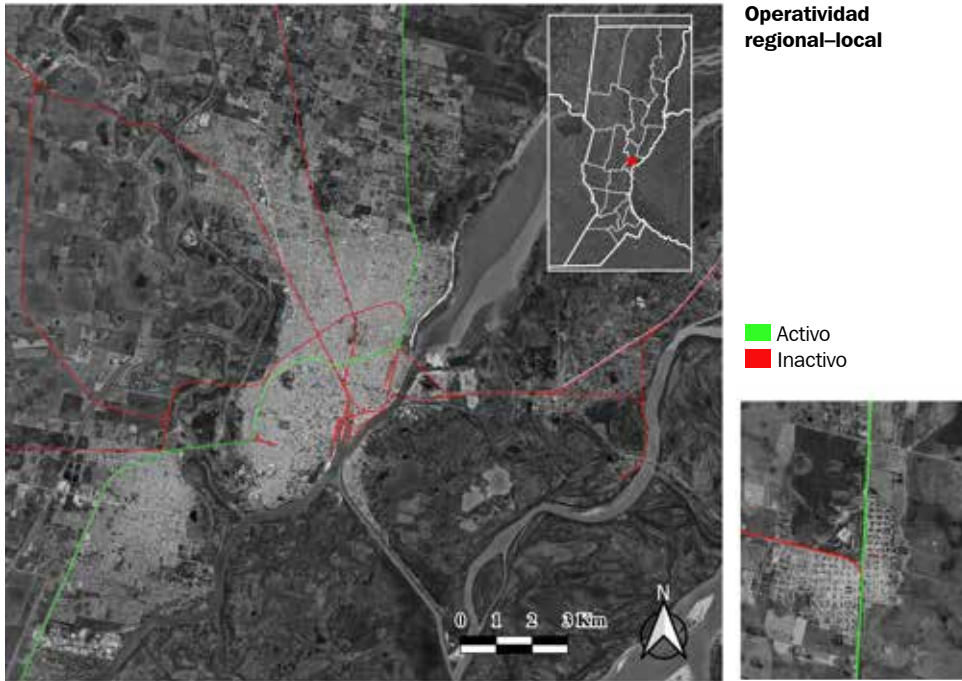 Operatividad
regional–local
Activo
Inactivo
N
0 1 2 3 Km